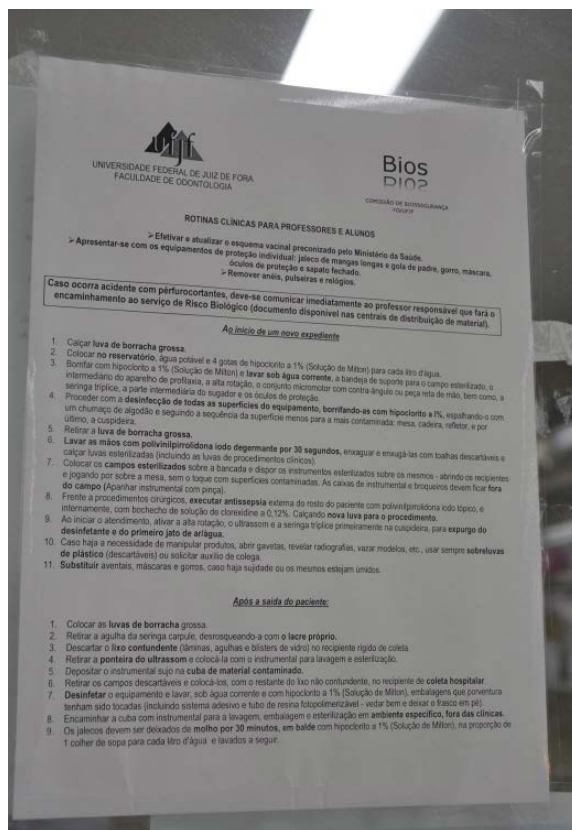 ufjf
UNIVERSIDADE FEDERAL DE JUIZ DE FORA
FACULDADE DE ODONTOLOGIA
Bios
COMISSÃO DE BIOSSEGURANÇA
FO/UFJF
ROTINAS CLÍNICAS PARA PROFESSORES E ALUNOS
➢ Efetivar e atualizar o esquema vacinal preconizado pelo Ministério da Saúde.
➢ Apresentar-se com os equipamentos de proteção individual: jaleco de mangas longas e gola de padre, gorro, máscara,
óculos de proteção e sapato fechado.
➢ Remover anéis, pulseiras e relógios.
Caso ocorra acidente com pérfurocortantes, deve-se comunicar imediatamente ao professor responsável que fará o
encaminhamento ao serviço de Risco Biológico (documento disponível nas centrais de distribuição de material).
Ao início de um novo expediente
1. Calçar luva de borracha grossa.
2. Colocar no reservatório, água potável e 4 gotas de hipoclorito a 1% (Solução de Milton) para cada litro d'água.
3. Borrifar com hipoclorito a 1% (Solução de Milton) e lavar sob água corrente, a bandeja de suporte para o campo esterilizado, o
intermediário do aparelho de profilaxia, a alta rotação, o conjunto micromotor com contra-ângulo ou peça reta de mão, bem como, a
seringa tríplice, a parte intermediária do sugador e os óculos de proteção.
4. Proceder com a desinfecção de todas as superfícies do equipamento, borrifando-as com hipoclorito a 1%, espalhando-o com
um chumaço de algodão e seguindo a sequência da superfície menos para a mais contaminada: mesa, cadeira, refletor, e por
último, a cuspideira.
5. Retirar a luva de borracha grossa.
6. Lavar as mãos com polivinilpirrolidona iodo degermante por 30 segundos, enxaguar e enxugá-las com toalhas descartáveis e
calçar luvas esterilizadas (incluindo as luvas de procedimentos clínicos).
7. Colocar os campos esterilizados sobre a bancada e dispor os instrumentos esterilizados sobre os mesmos - abrindo os recipientes
e jogando por sobre a mesa, sem o toque com superfícies contaminadas. As caixas de instrumental e broqueiros devem ficar fora
do campo (Apanhar instrumental com pinça).
8. Frente a procedimentos cirúrgicos, executar antissepsia externa do rosto do paciente com polivinilpirrolidona iodo tópico, e
internamente, com bochecho de solução de clorexidine a 0,12%. Calçando nova luva para o procedimento.
9. Ao iniciar o atendimento, ativar a alta rotação, o ultrassom e a seringa tríplice primeiramente na cuspideira, para expurgo do
desinfetante e do primeiro jato de ar/água.
10. Caso haja a necessidade de manipular produtos, abrir gavetas, revelar radiografias, vazar modelos, etc., usar sempre sobreluvas
de plástico (descartáveis) ou solicitar auxílio de colega.
11. Substituir aventais, máscaras e gorros, caso haja sujidade ou os mesmos estejam úmidos.
Após a saída do paciente:
1. Colocar as luvas de borracha grossa.
2. Retirar a agulha da seringa carpule, desrosqueando-a com o lacre próprio.
3. Descartar o lixo contundente (lâminas, agulhas e blisters de vidro) no recipiente rígido de coleta.
4. Retirar a ponteira do ultrassom e colocá-la com o instrumental para lavagem e esterilização.
5. Depositar o instrumental sujo na cuba de material contaminado.
6. Retirar os campos descartáveis e colocá-los, com o restante do lixo não contundente, no recipiente de coleta hospitalar.
7. Desinfetar o equipamento e lavar, sob água corrente e com hipoclorito a 1% (Solução de Milton), embalagens que porventura
tenham sido tocadas (incluindo sistema adesivo e tubo de resina fotopolimerizável - vedar bem e deixar o frasco em pé).
8. Encaminhar a cuba com instrumental para a lavagem, embalagem e esterilização em ambiente específico, fora das clínicas.
9. Os jalecos devem ser deixados de molho por 30 minutos, em balde com hipoclorito a 1% (Solução de Milton), na proporção de
1 colher de sopa para cada litro d'água e lavados a seguir.